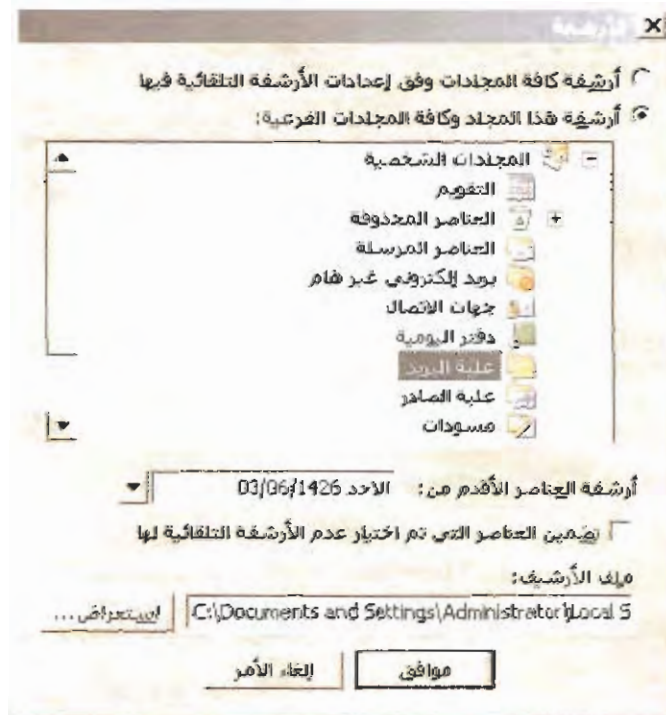 الأرشفة
أرشفة كافة المجلدات وفق إعدادات الأرشفة التلقائية فيها
أرشفة هذا المجلد وكافة المجلدات الفرعية:
المجلدات الشخصية
التقويم
العناصر المحذوفة
العناصر المرسلة
بريد إلكتروني غير هام
جهات الاتصال
دفتر اليومية
علبة البريد
علبة الصادر
مسودات
أرشفة العناصر الأقدم من: الاحد 03/06/1426
تضمين العناصر التي تم اختيار عدم الأرشفة التلقائية لها
ملف الأرشيف:
C:\Documents and Settings\Administrator\Local S استعراض...
موافق إلغاء الأمر